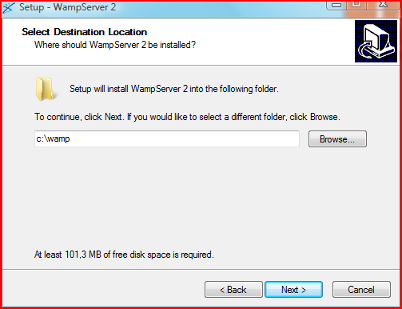 Setup - WampServer 2
Select Destination Location
Where should WampServer 2 be installed?
Setup will install WampServer 2 into the following folder.
To continue, click Next. If you would like to select a different folder, click Browse.
c:\wamp
Browse...
At least 101,3 MB of free disk space is required.
< Back
Next >
Cancel